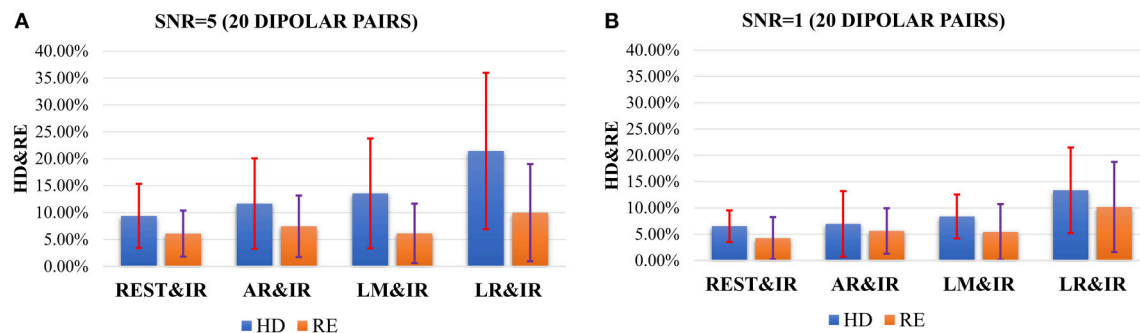 A
SNR=5 (20 DIPOLAR PAIRS)
HD&RE
40.00%
35.00%
30.00%
25.00%
20.00%
15.00%
10.00%
5.00%
0.00%
REST&IR AR&IR LM&IR LR&IR
HD RE
B
SNR=1 (20 DIPOLAR PAIRS)
HD&RE
40.00%
35.00%
30.00%
25.00%
20.00%
15.00%
10.00%
5.00%
0.00%
REST&IR AR&IR LM&IR LR&IR
HD RE